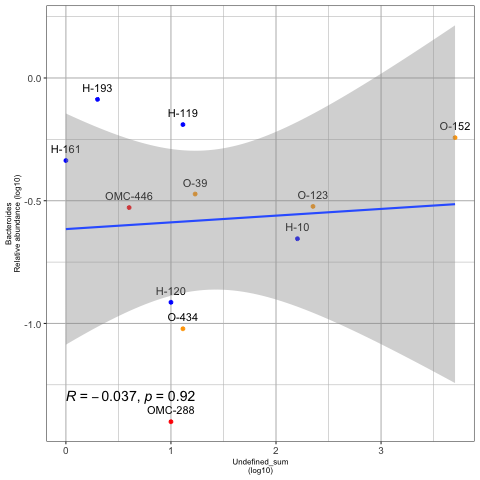 Bacteroides
Relative abundance (log10)
0.0
-0.5
-1.0
H-193
H-119
O-152
H-161
O-39
OMC-446
O-123
H-10
H-120
O-434
R = – 0.037, p = 0.92
OMC-288
0
1
2
3
Undefined_sum
(log10)